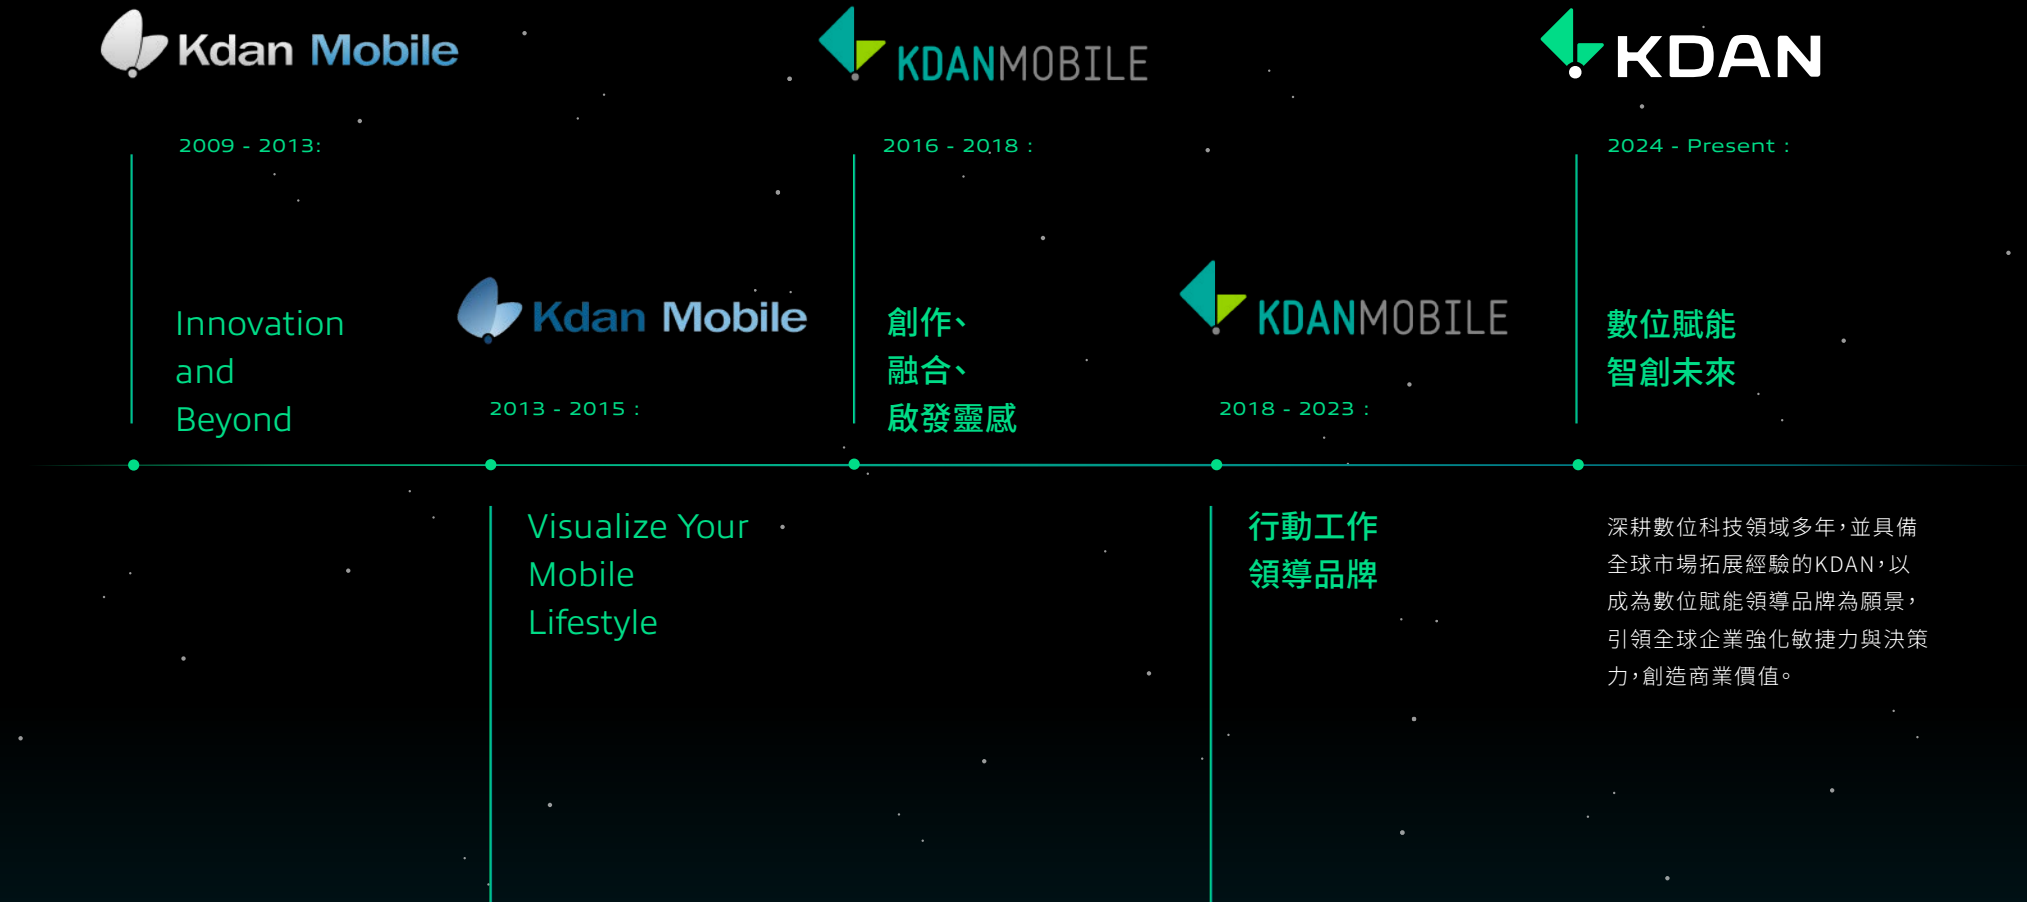 Kdan Mobile
2009 - 2013:
Innovation
and
Beyond
Kdan Mobile
2013 - 2015 :
Visualize Your
Mobile
Lifestyle
KDANMOBILE
2016 - 2018 :
創作、
融合、
啟發靈感
KDANMOBILE
2018 - 2023 :
行動工作
領導品牌
KDAN
2024 - Present :
數位賦能
智創未來
深耕數位科技領域多年，並具備
全球市場拓展經驗的KDAN，以
成為數位賦能領導品牌為願景，
引領全球企業強化敏捷力與決策
力，創造商業價值。